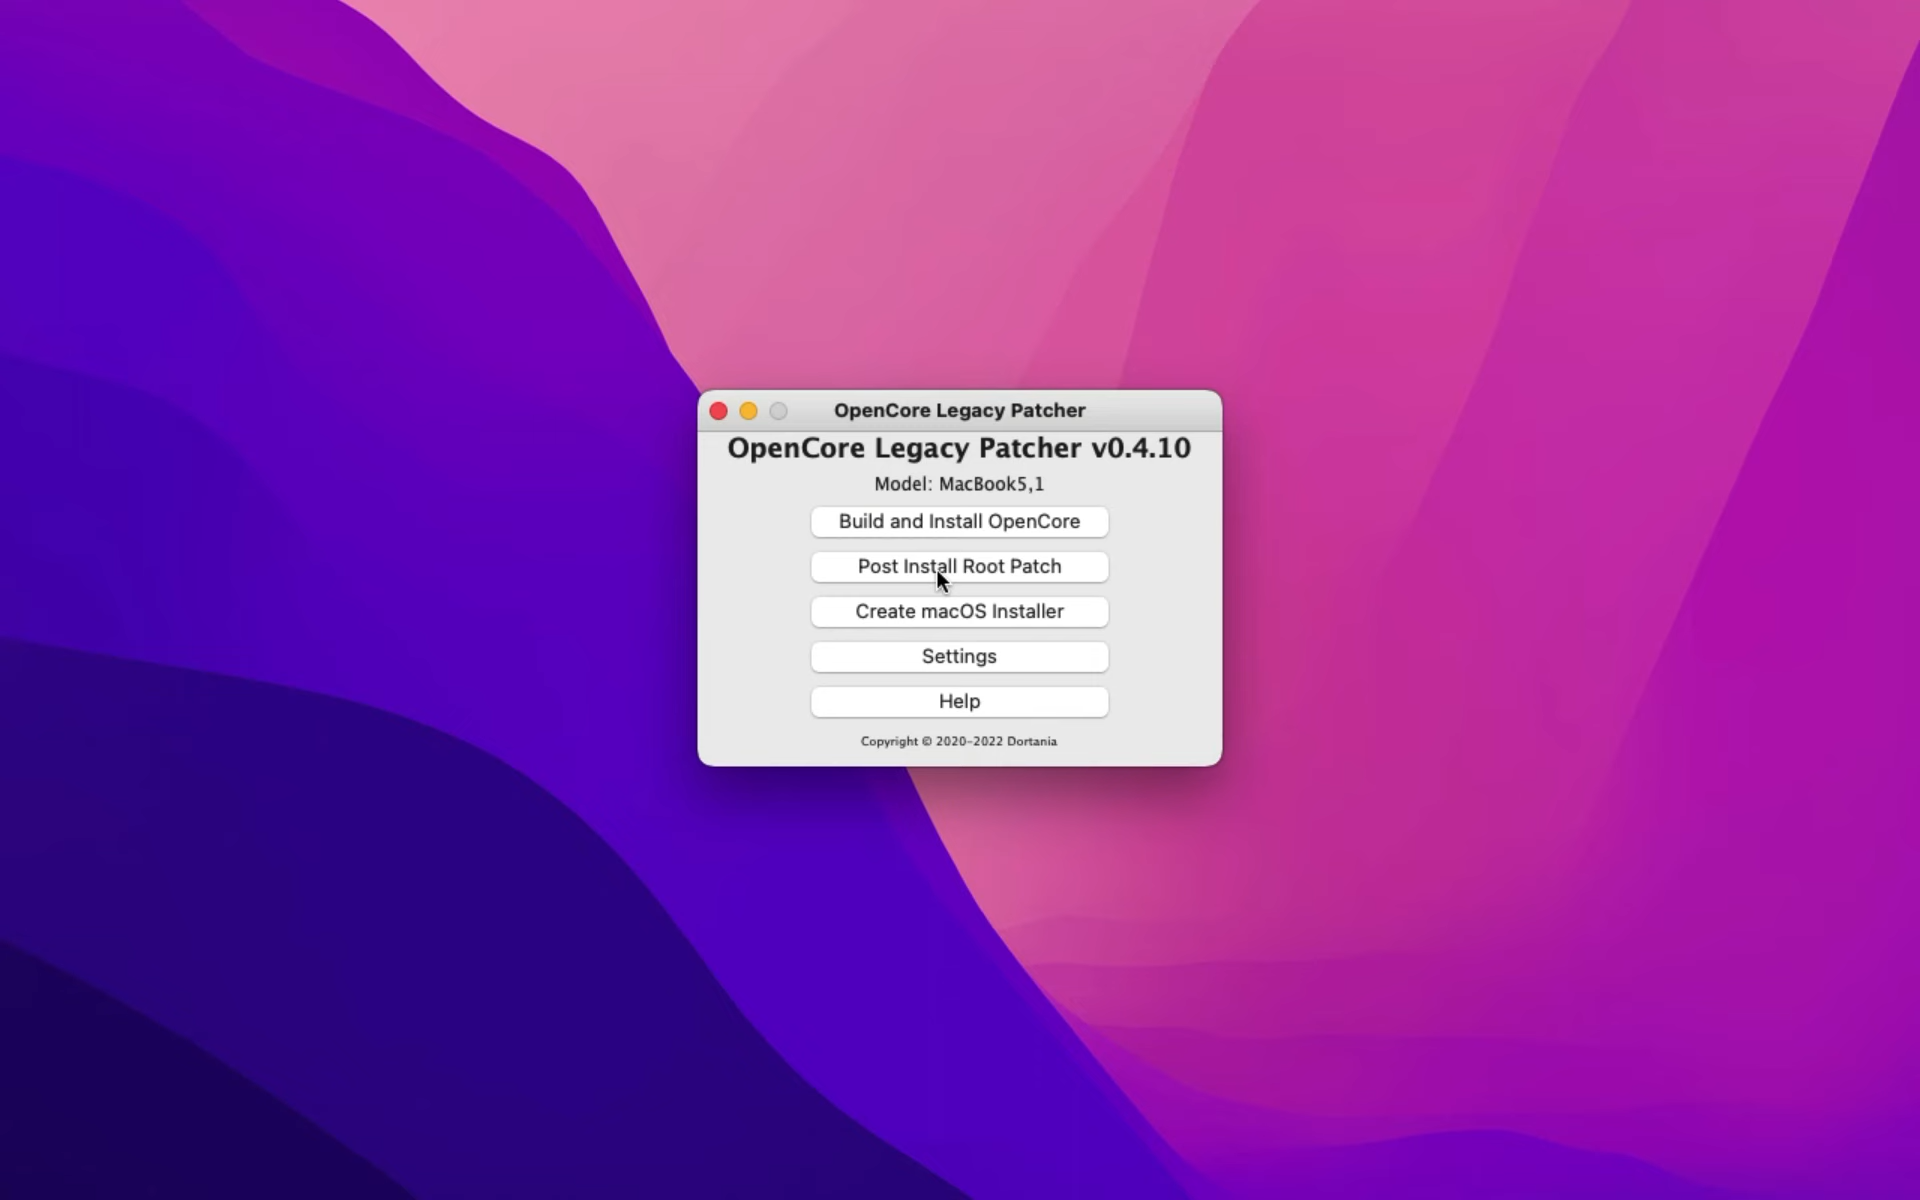 OpenCore Legacy Patcher
OpenCore Legacy Patcher v0.4.10
Model: MacBook5,1
Build and Install OpenCore
Post Install Root Patch
Create macOS Installer
Settings
Help
Copyright © 2020-2022 Dortania